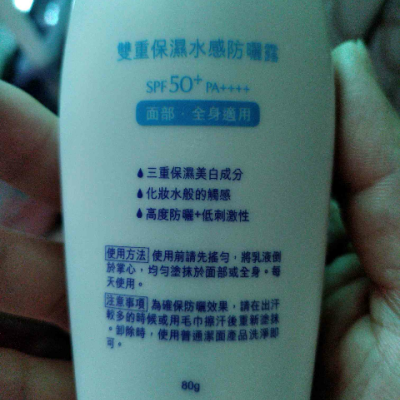 雙重保濕水感防曬露
SPF 50+ PA++++
面部．全身適用
三重保濕美白成分
化妝水般的觸感
高度防曬+低刺激性
使用方法 使用前請先搖勻，將乳液倒
於掌心，均勻塗抹於面部或全身。每
天使用。
注意事項 為確保防曬效果，請在出汗
較多的時候或用毛巾擦汗後重新塗抹
。卸除時，使用普通潔面產品洗淨即
可。
80g